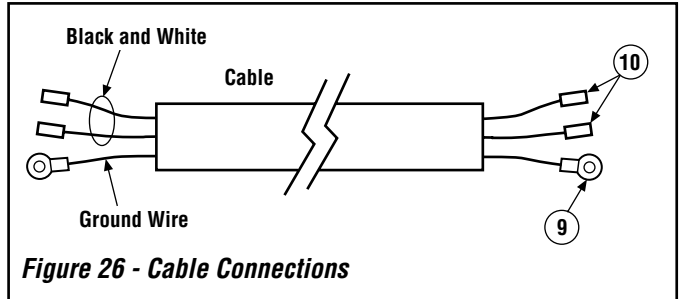 Black and White
Cable
10
Ground Wire
9
Figure 26 - Cable Connections